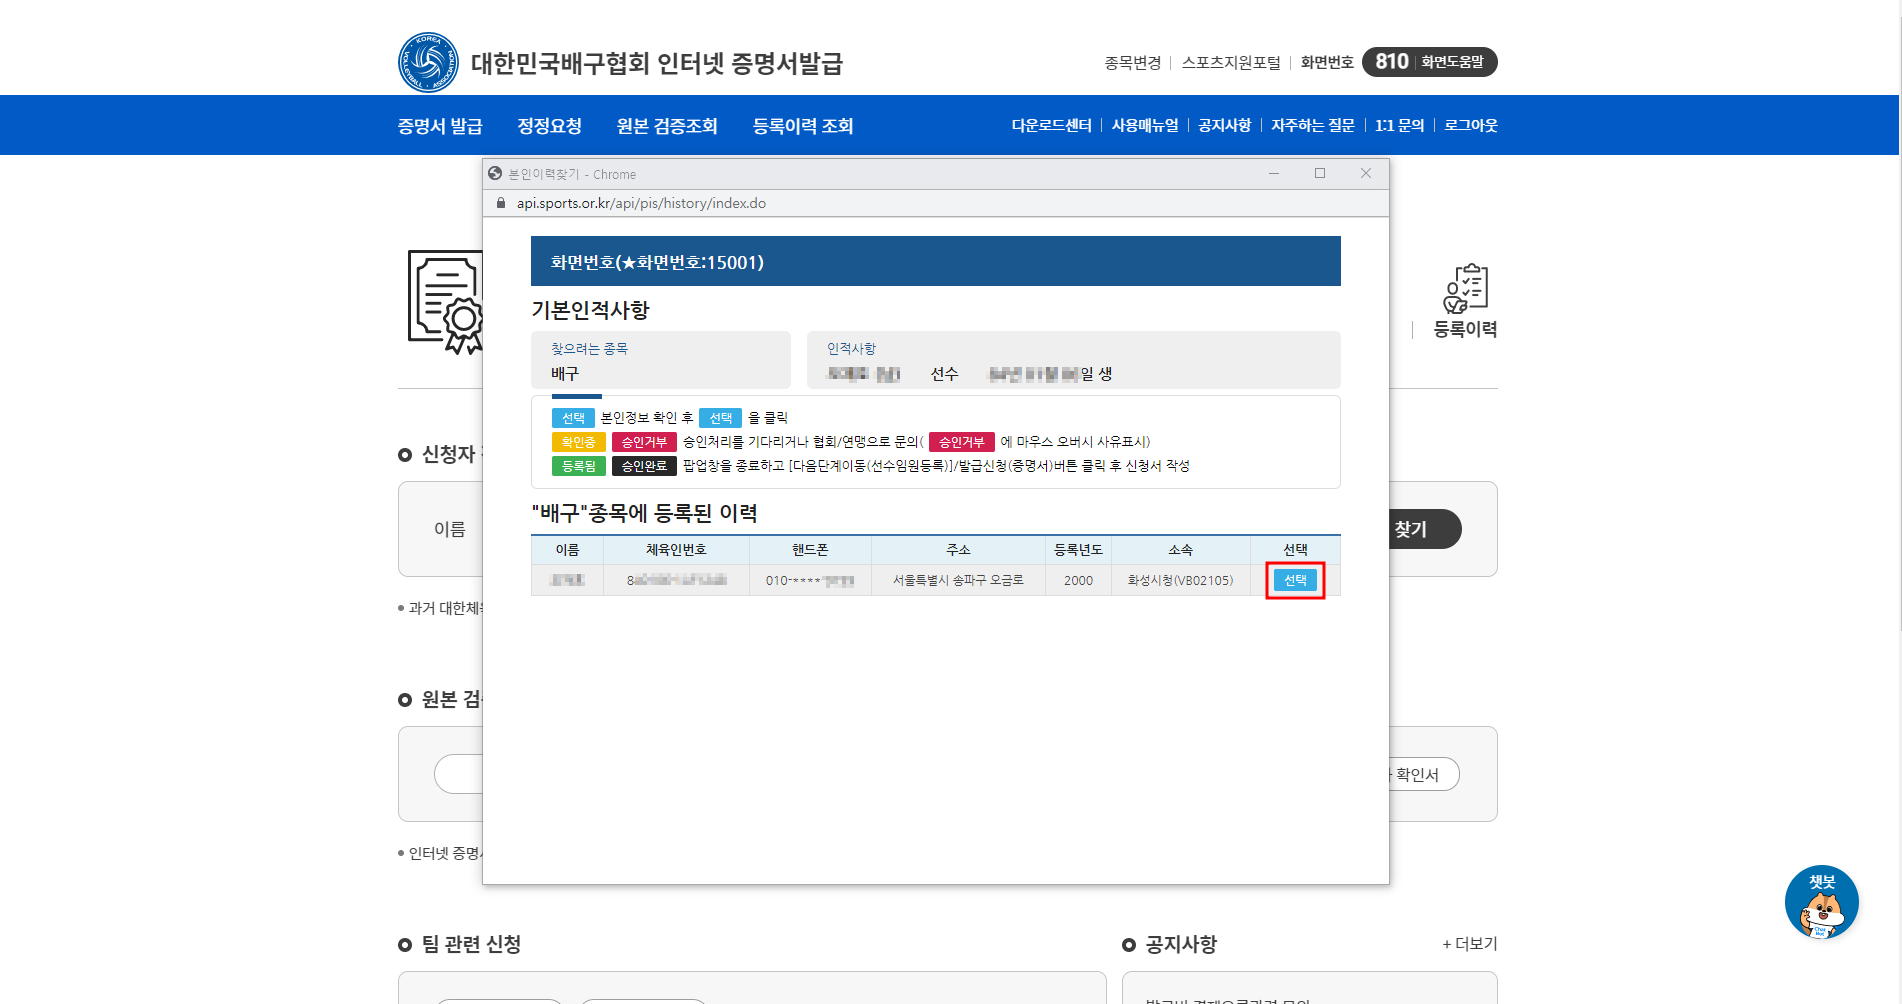 KOREA VOLLEYBALL ASSOCIATION
대한민국배구협회 인터넷 증명서발급
종목변경 | 스포츠지원포털 | 화면번호 810 | 화면도움말
증명서 발급 정정요청 원본 검증조회 등록이력 조회
다운로드센터 | 사용매뉴얼 | 공지사항 | 자주하는 질문 | 1:1 문의 | 로그아웃
본인이력찾기 - Chrome
api.sports.or.kr/api/pis/history/index.do
화면번호(★화면번호:15001)
기본인적사항
찾으려는 종목
배구
인적사항
선수 일 생
선택 본인정보 확인 후 선택 을 클릭
확인중 승인거부 승인처리를 기다리거나 협회/연맹으로 문의( 승인거부 에 마우스 오버시 사유표시)
등록됨 승인완료 팝업창을 종료하고 [다음단계이동(선수임원등록)]/발급신청(증명서)버튼 클릭 후 신청서 작성
"배구"종목에 등록된 이력
이름 체육인번호 핸드폰 주소 등록년도 소속 선택
8 010-**** 서울특별시 송파구 오금로 2000 화성시청(VB02105) 선택
등록이력
신청자
이름
찾기
과거 대한체육
원본 검
확인서
인터넷 증명
팀 관련 신청
공지사항
+ 더보기
챗봇